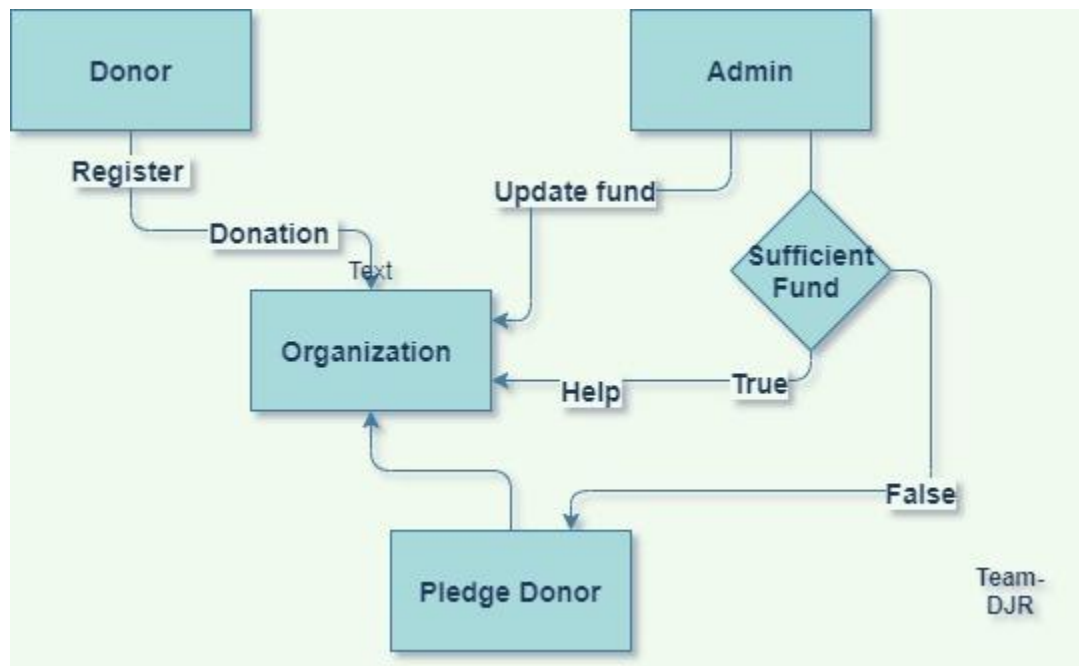 Donor
Admin
Register
Update fund
Donation
Text
Sufficient
Fund
Organization
Help
True
False
Pledge Donor
Team-
DJR